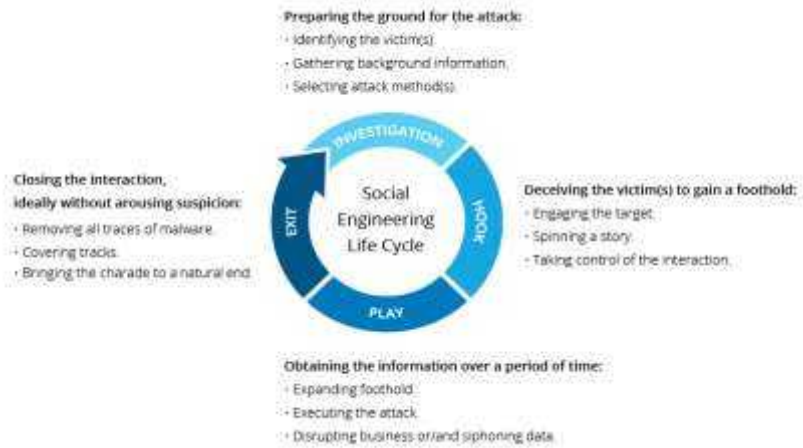 Preparing the ground for the attack:
• Identifying the victim(s)
• Gathering background information.
• Selecting attack method(s).
INVESTIGATION
Closing the interaction,
ideally without arousing suspicion:
• Removing all traces of malware.
• Covering tracks.
• Bringing the charade to a natural end.
EXIT
Social
Engineering
Life Cycle
HOOK
Deceiving the victim(s) to gain a foothold:
• Engaging the target.
• Spinning a story.
• Taking control of the interaction.
PLAY
Obtaining the information over a period of time:
• Expanding foothold.
• Executing the attack.
• Disrupting business or/and siphoning data.